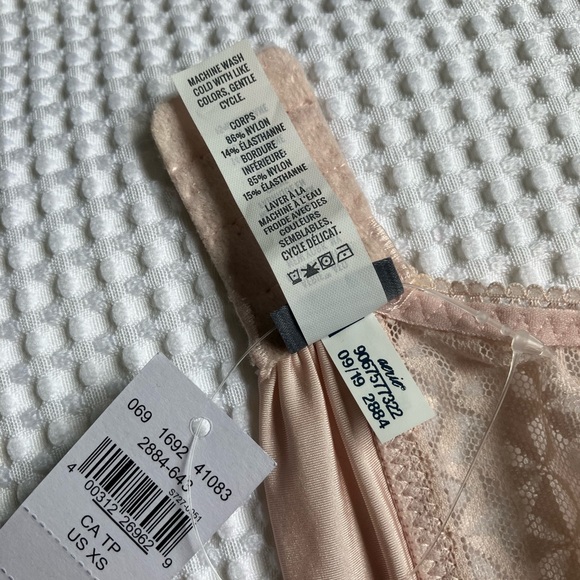 MACHINE WASH
COLD WITH LIKE
COLORS, GENTLE
CYCLE.
CORPS
86% NYLON
14% ÉLASTHANNE
BORDURE
INFÉRIEURE:
85% NYLON
15% ÉLASTHANNE
LAVER À LA
MACHINE À L'EAU
FROIDE AVEC DES
COULEURS
SEMBLABLES,
CYCLE DÉLICAT.
aerie
9067577322
09/19 2884
069 1692 41083
2884-643
4 00312 26962 9
CA TP
US XS